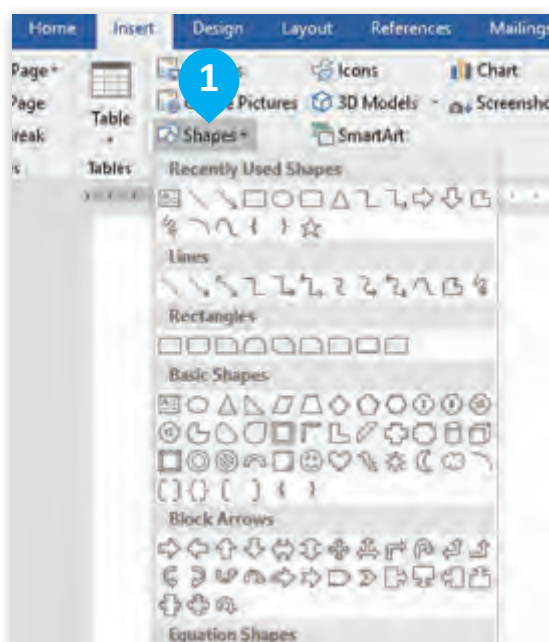 Home Insert Design Layout References Mailings
Page
Page
reak
s
Table
Tables
1
Pictures
Shapes
Icons
3D Models
SmartArt
Chart
Screensho
Recently Used Shapes
Lines
Rectangles
Basic Shapes
Block Arrows
Equation Shapes